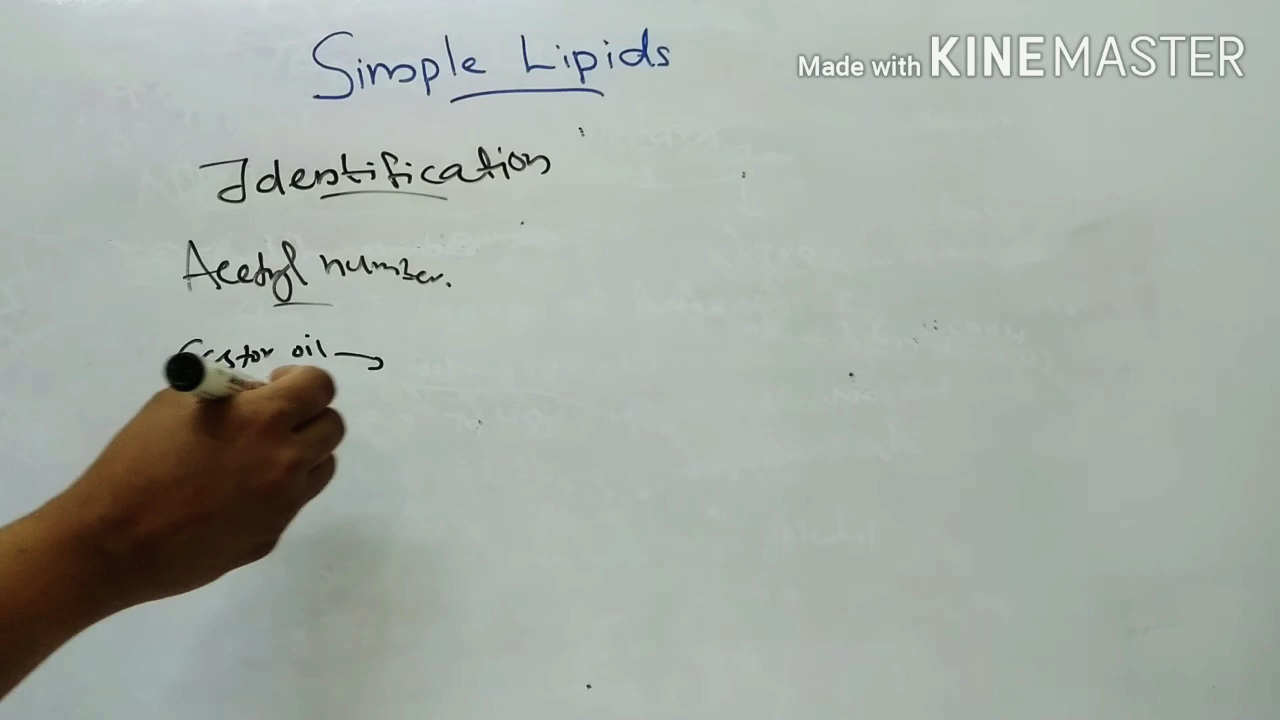 Simple Lipids
Made with KINEMASTER
Identification
Acetyl number.
Castor oil →